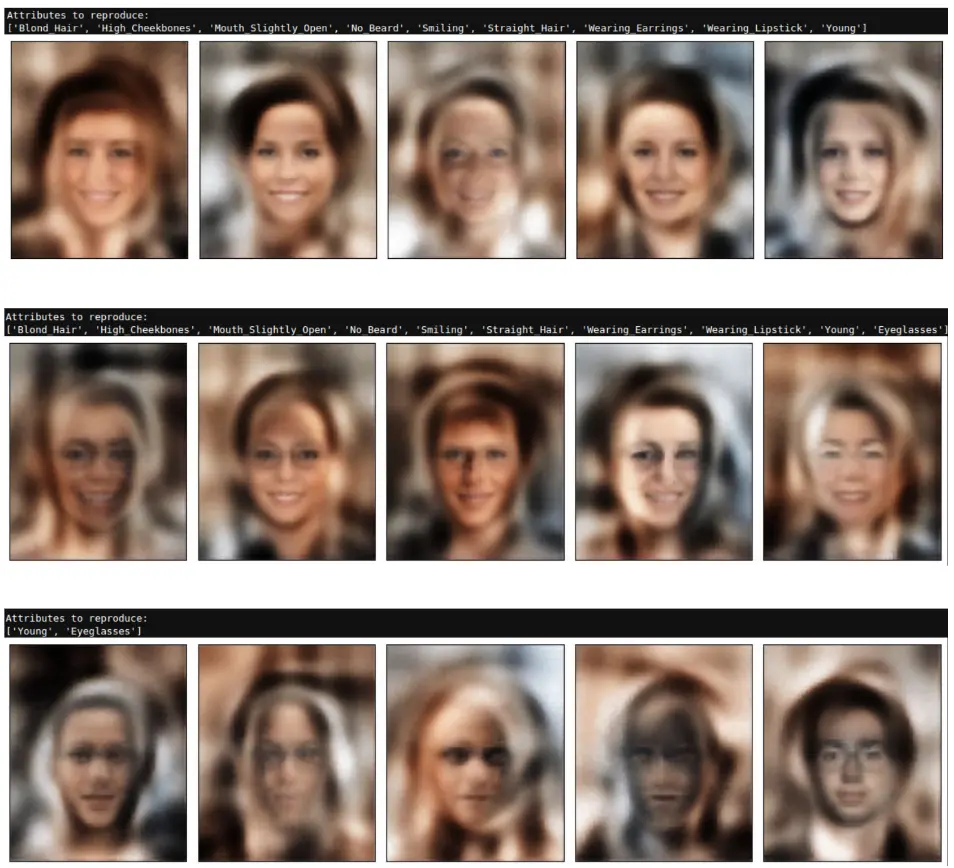 Attributes to reproduce:
['Blond_Hair', 'High_Cheekbones', 'Mouth_Slightly_Open', 'No_Beard', 'Smiling', 'Straight_Hair', 'Wearing_Earrings', 'Wearing_Lipstick', 'Young']
Attributes to reproduce:
['Blond_Hair', 'High_Cheekbones', 'Mouth_Slightly_Open', 'No_Beard', 'Smiling', 'Straight_Hair', 'Wearing_Earrings', 'Wearing_Lipstick', 'Young', 'Eyeglasses']
Attributes to reproduce:
['Young', 'Eyeglasses']